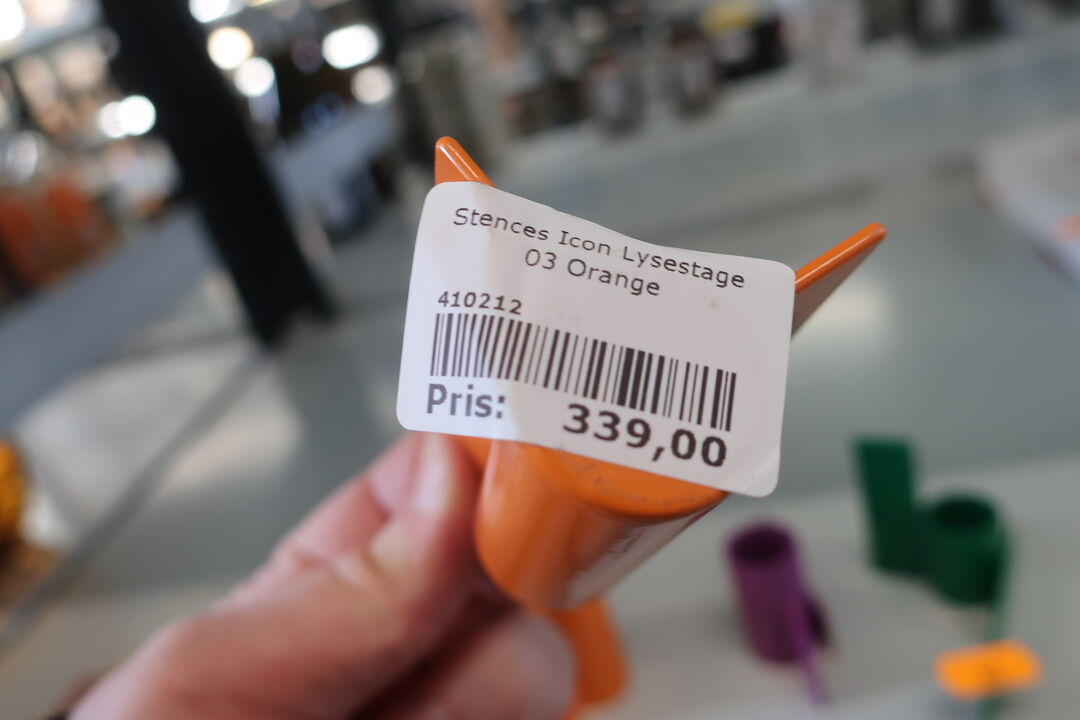 Stences Icon Lysestage
03 Orange
410212
Pris: 339,00